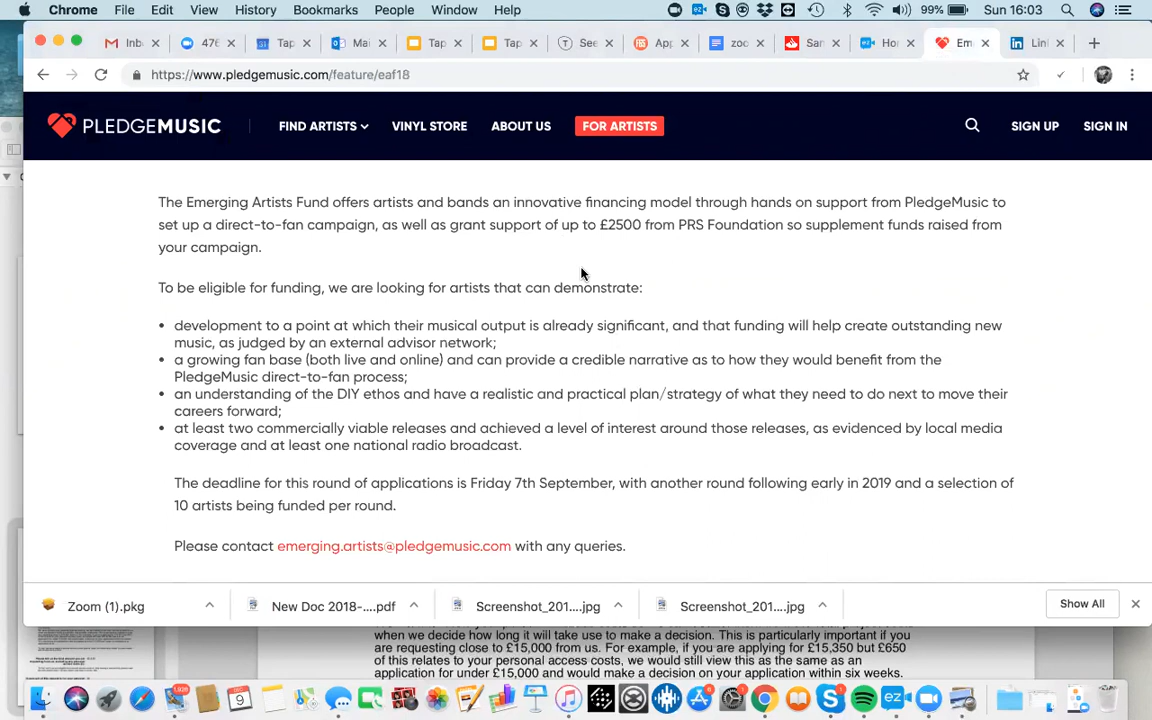 Chrome File Edit View History Bookmarks People Window Help 99% Sun 16:03
Inb 476 Tap Mai Tap Tap See App zoo San Hor Em Lin
https://www.pledgemusic.com/feature/eaf18
PLEDGEMUSIC FIND ARTISTS VINYL STORE ABOUT US FOR ARTISTS SIGN UP SIGN IN
The Emerging Artists Fund offers artists and bands an innovative financing model through hands on support from PledgeMusic to
set up a direct-to-fan campaign, as well as grant support of up to £2500 from PRS Foundation so supplement funds raised from
your campaign.
To be eligible for funding, we are looking for artists that can demonstrate:
• development to a point at which their musical output is already significant, and that funding will help create outstanding new
music, as judged by an external advisor network;
• a growing fan base (both live and online) and can provide a credible narrative as to how they would benefit from the
PledgeMusic direct-to-fan process;
• an understanding of the DIY ethos and have a realistic and practical plan/strategy of what they need to do next to move their
careers forward;
• at least two commercially viable releases and achieved a level of interest around those releases, as evidenced by local media
coverage and at least one national radio broadcast.
The deadline for this round of applications is Friday 7th September, with another round following early in 2019 and a selection of
10 artists being funded per round.
Please contact emerging.artists@pledgemusic.com with any queries.
Zoom (1).pkg New Doc 2018-....pdf Screenshot_201....jpg Screenshot_201....jpg Show All
when we decide how long it will take use to make a decision. This is particularly important if you
are requesting close to £15,000 from us. For example, if you are applying for £15,350 but £650
of this relates to your personal access costs, we would still view this as the same as an
application for under £15,000 and would make a decision on your application within six weeks.